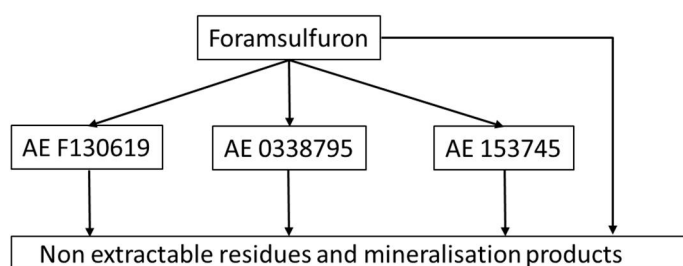 Foramsulfuron
AE F130619
AE 0338795
AE 153745
Non extractable residues and mineralisation products